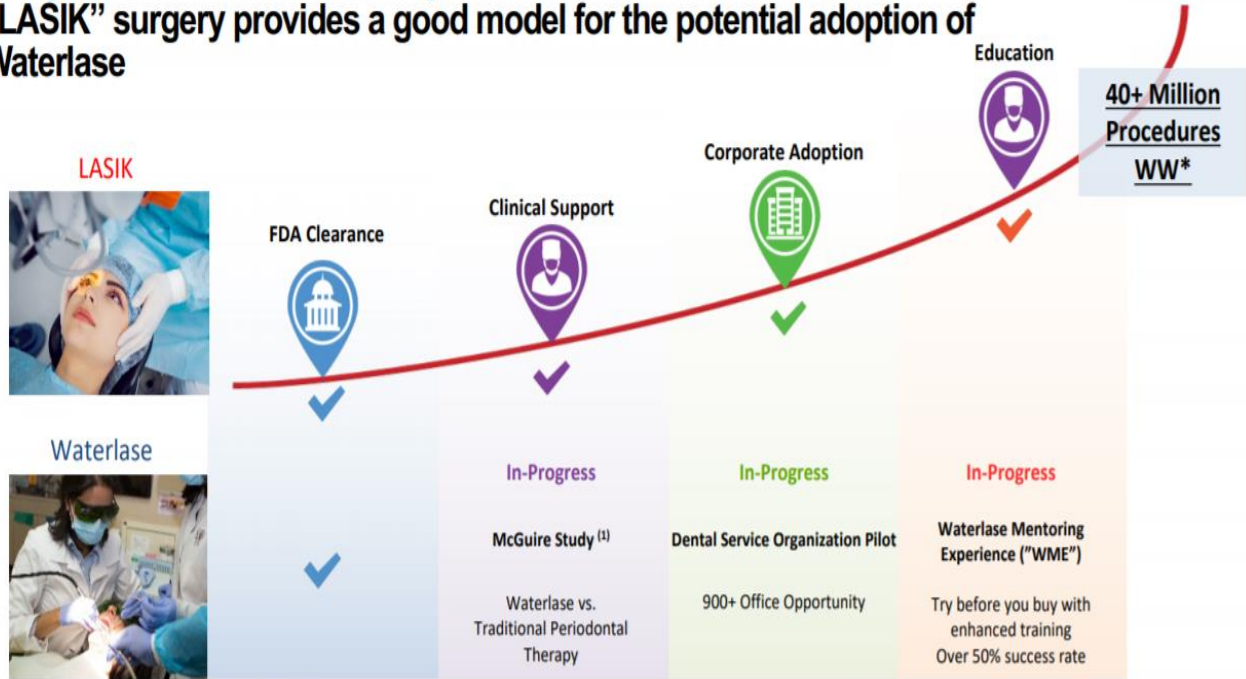 LASIK” surgery provides a good model for the potential adoption of
Waterlase
Education
40+ Million
Procedures
WW*
Corporate Adoption
LASIK
Clinical Support
FDA Clearance
Waterlase
In-Progress
In-Progress
In-Progress
McGuire Study (1)
Dental Service Organization Pilot
Waterlase Mentoring
Experience ("WME")
Waterlase vs.
Traditional Periodontal
Therapy
900+ Office Opportunity
Try before you buy with
enhanced training
Over 50% success rate